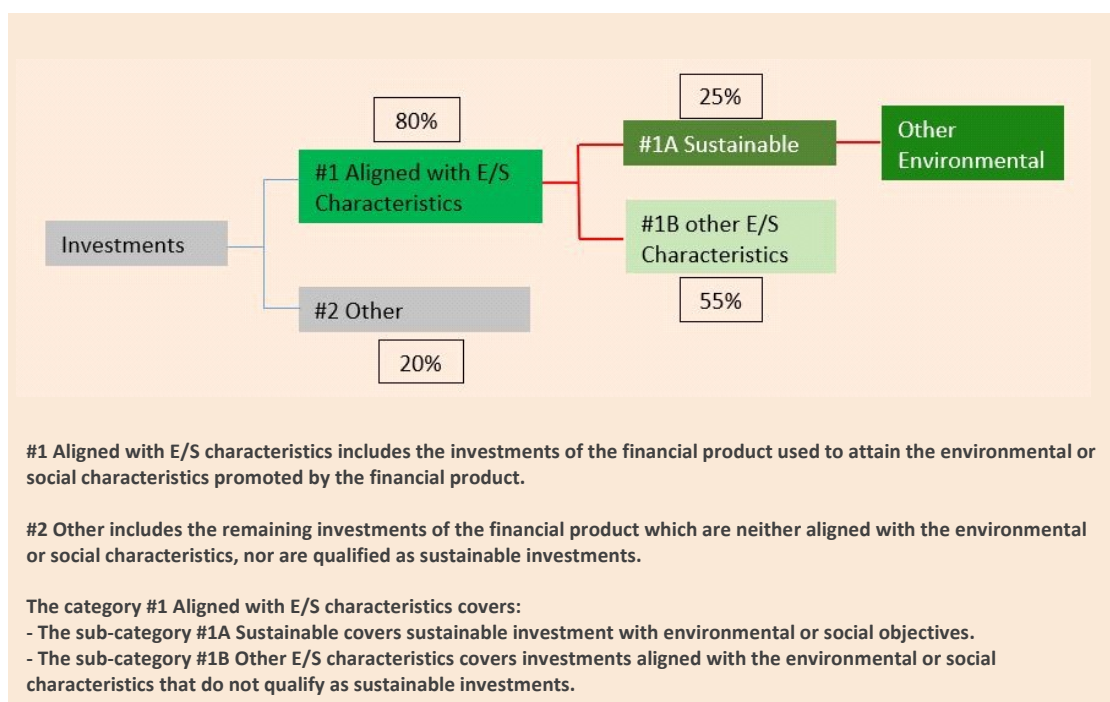 25%
80%
Other
Environmental
#1A Sustainable
#1 Aligned with E/S
Characteristics
#1B other E/S
Characteristics
Investments
55%
#2 Other
20%
#1 Aligned with E/S characteristics includes the investments of the financial product used to attain the environmental or
social characteristics promoted by the financial product.
#2 Other includes the remaining investments of the financial product which are neither aligned with the environmental
or social characteristics, nor are qualified as sustainable investments.
The category #1 Aligned with E/S characteristics covers:
- The sub-category #1A Sustainable covers sustainable investment with environmental or social objectives.
- The sub-category #1B Other E/S characteristics covers investments aligned with the environmental or social
characteristics that do not qualify as sustainable investments.